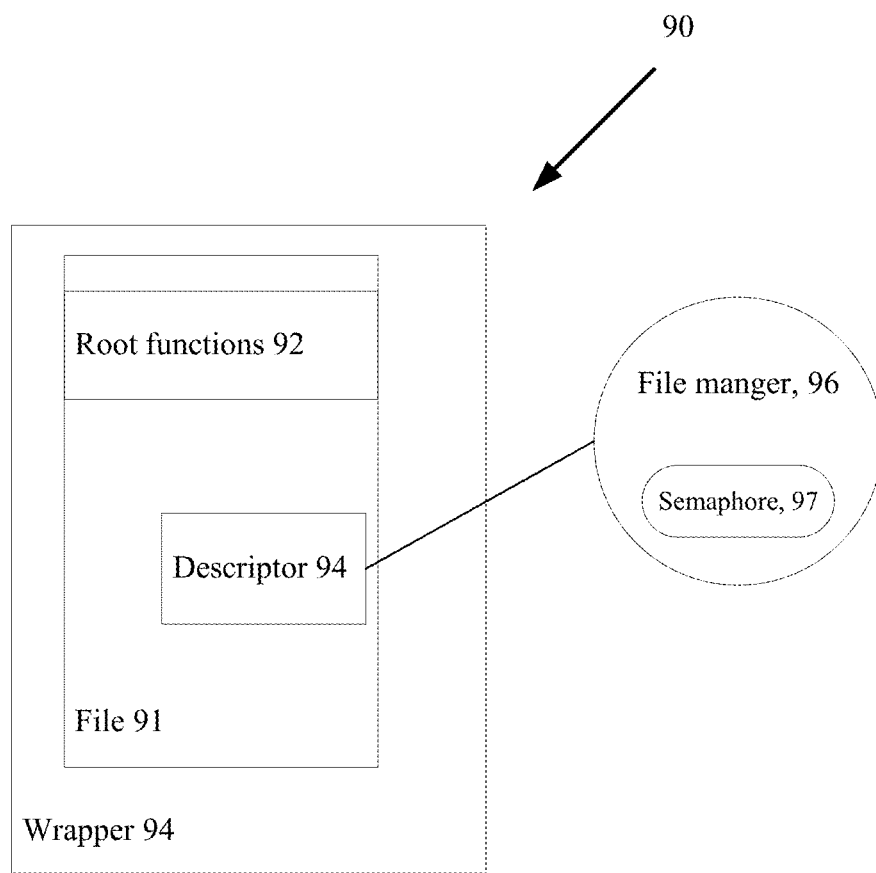 90
Root functions 92
File manger, 96
Semaphore, 97
Descriptor 94
File 91
Wrapper 94